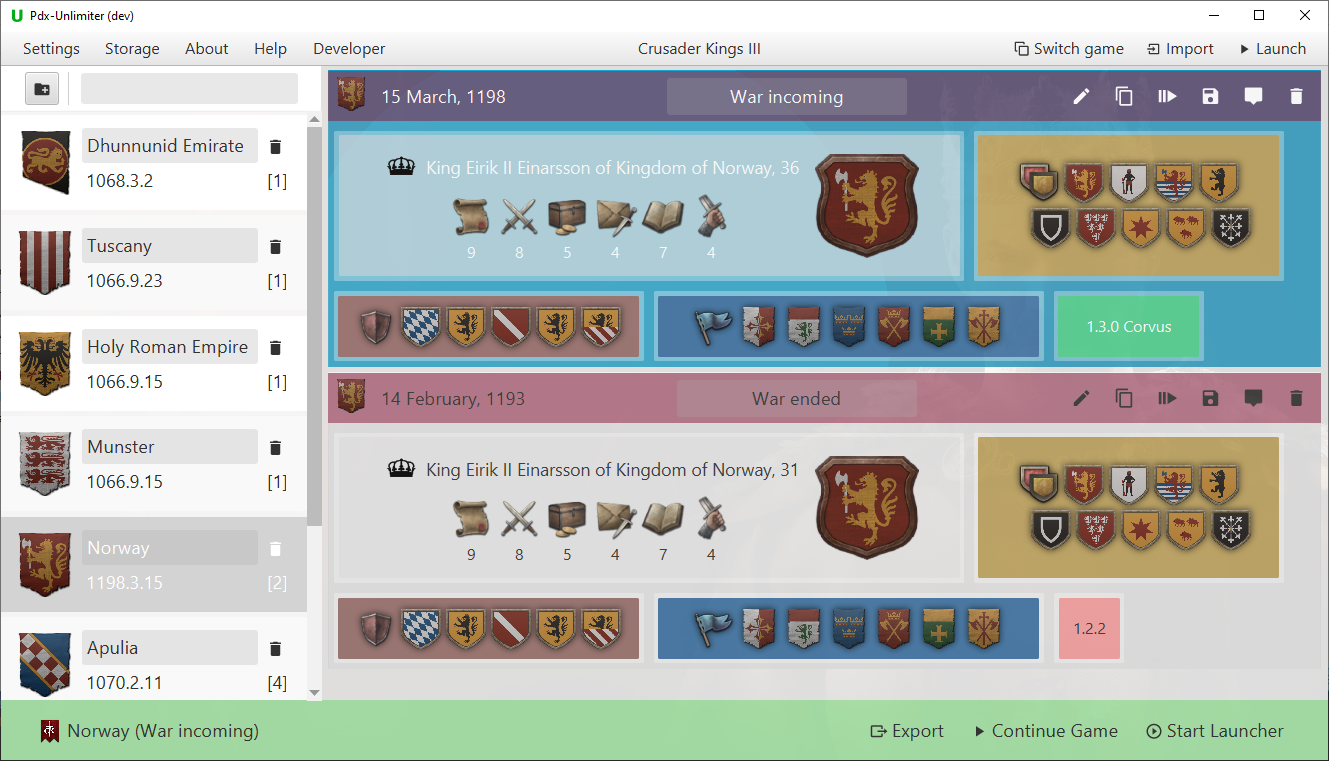 Pdx-Unlimiter (dev)
Settings Storage About Help Developer Crusader Kings III Switch game Import Launch
Dhunnunid Emirate
1068.3.2 [1]
Tuscany
1066.9.23 [1]
Holy Roman Empire
1066.9.15 [1]
Munster
1066.9.15 [1]
Norway
1198.3.15 [2]
Apulia
1070.2.11 [4]
15 March, 1198 War incoming
King Eirik II Einarsson of Kingdom of Norway, 36
9 8 5 4 7 4
1.3.0 Corvus
14 February, 1193 War ended
King Eirik II Einarsson of Kingdom of Norway, 31
9 8 5 4 7 4
1.2.2
Norway (War incoming) Export Continue Game Start Launcher